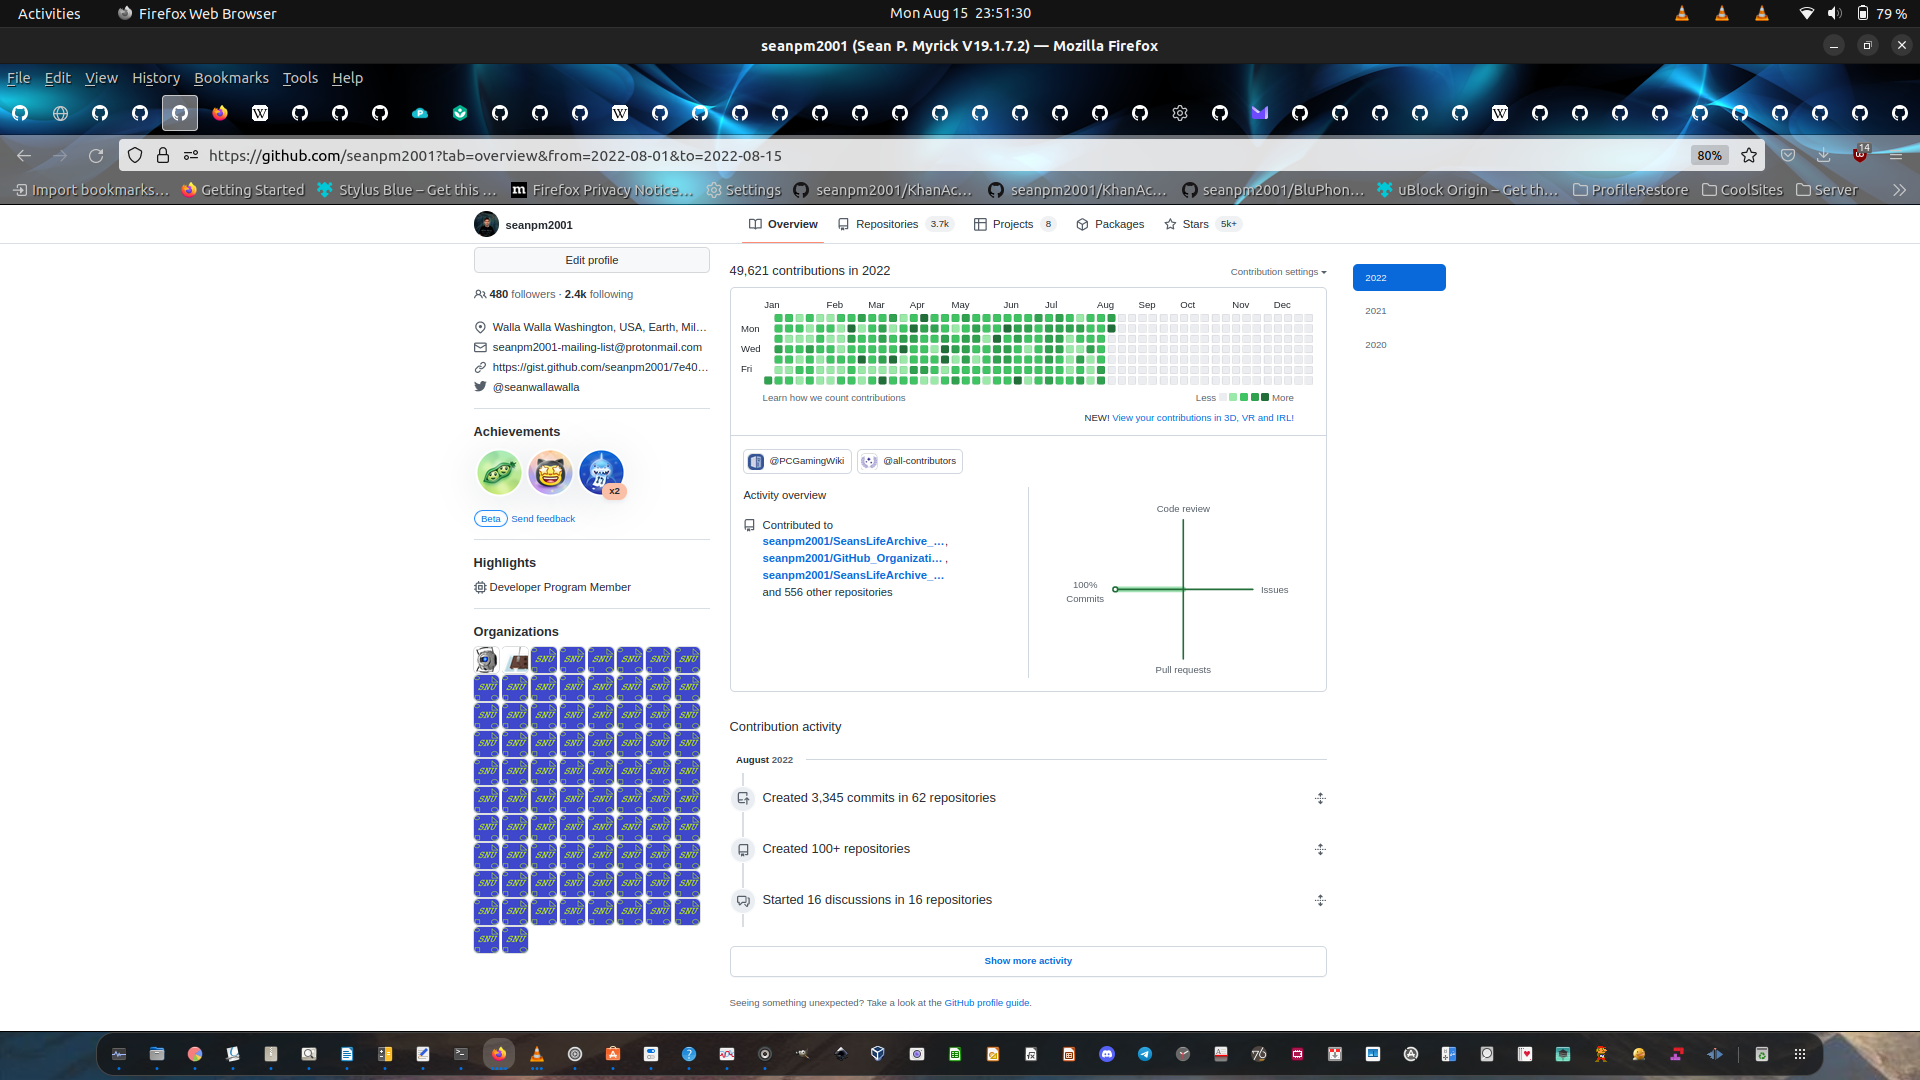 Activities
Firefox Web Browser
Mon Aug 15 23:51:30
79 %
seanpm2001 (Sean P. Myrick V19.1.7.2) — Mozilla Firefox
File Edit View History Bookmarks Tools Help
https://github.com/seanpm2001?tab=overview&from=2022-08-01&to=2022-08-15
80%
14
Import bookmarks…
Getting Started
Stylus Blue – Get this …
Firefox Privacy Notice…
Settings
seanpm2001/KhanAc…
seanpm2001/KhanAc…
seanpm2001/BluPhon…
uBlock Origin – Get th…
ProfileRestore
CoolSites
Server
seanpm2001
Overview
Repositories 3.7k
Projects 8
Packages
Stars 5k+
Edit profile
480 followers · 2.4k following
Walla Walla Washington, USA, Earth, Mil…
seanpm2001-mailing-list@protonmail.com
https://gist.github.com/seanpm2001/7e40…
@seanwallawalla
Achievements
x2
Beta Send feedback
Highlights
Developer Program Member
Organizations
49,621 contributions in 2022
Contribution settings
2022
2021
2020
Jan Feb Mar Apr May Jun Jul Aug Sep Oct Nov Dec
Mon
Wed
Fri
Learn how we count contributions
Less
More
NEW! View your contributions in 3D, VR and IRL!
@PCGamingWiki
@all-contributors
Activity overview
Contributed to
seanpm2001/SeansLifeArchive_…,
seanpm2001/GitHub_Organizati… ,
seanpm2001/SeansLifeArchive_…
and 556 other repositories
Code review
100%
Commits
Issues
Pull requests
Contribution activity
August 2022
Created 3,345 commits in 62 repositories
Created 100+ repositories
Started 16 discussions in 16 repositories
Show more activity
Seeing something unexpected? Take a look at the GitHub profile guide.